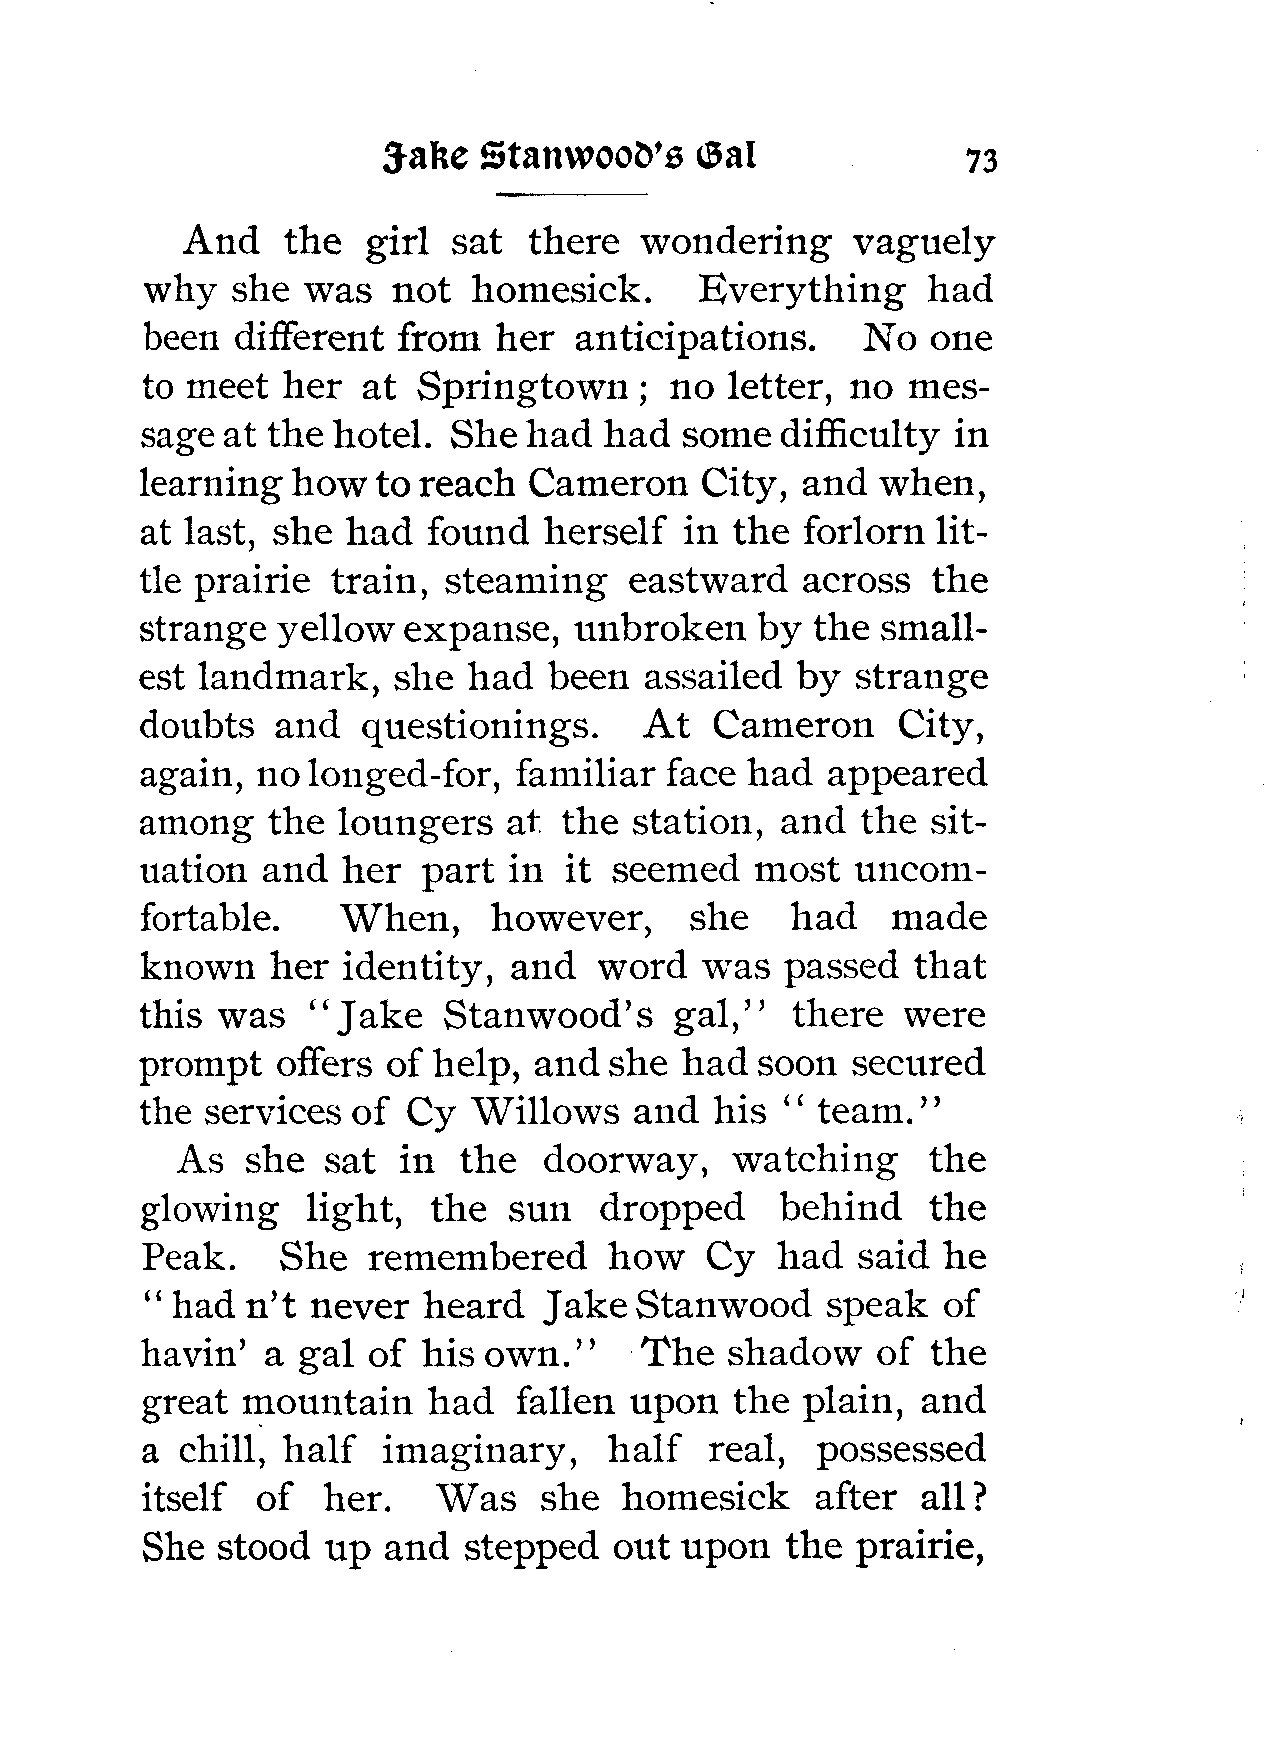 Jake Stanwood's Gal 73
And the girl sat there wondering vaguely
why she was not homesick. Everything had
been different from her anticipations. No one
to meet her at Springtown ; no letter, no mes-
sage at the hotel. She had had some difficulty in
learning how to reach Cameron City, and when,
at last, she had found herself in the forlorn lit-
tle prairie train, steaming eastward across the
strange yellow expanse, unbroken by the small-
est landmark, she had been assailed by strange
doubts and questionings. At Cameron City,
again, no longed-for, familiar face had appeared
among the loungers at the station, and the sit-
uation and her part in it seemed most uncom-
fortable. When, however, she had made
known her identity, and word was passed that
this was "Jake Stanwood's gal," there were
prompt offers of help, and she had soon secured
the services of Cy Willows and his " team."
As she sat in the doorway, watching the
glowing light, the sun dropped behind the
Peak. She remembered how Cy had said he
" had n't never heard Jake Stanwood speak of
havin' a gal of his own." The shadow of the
great mountain had fallen upon the plain, and
a chill, half imaginary, half real, possessed
itself of her. Was she homesick after all ?
She stood up and stepped out upon the prairie,